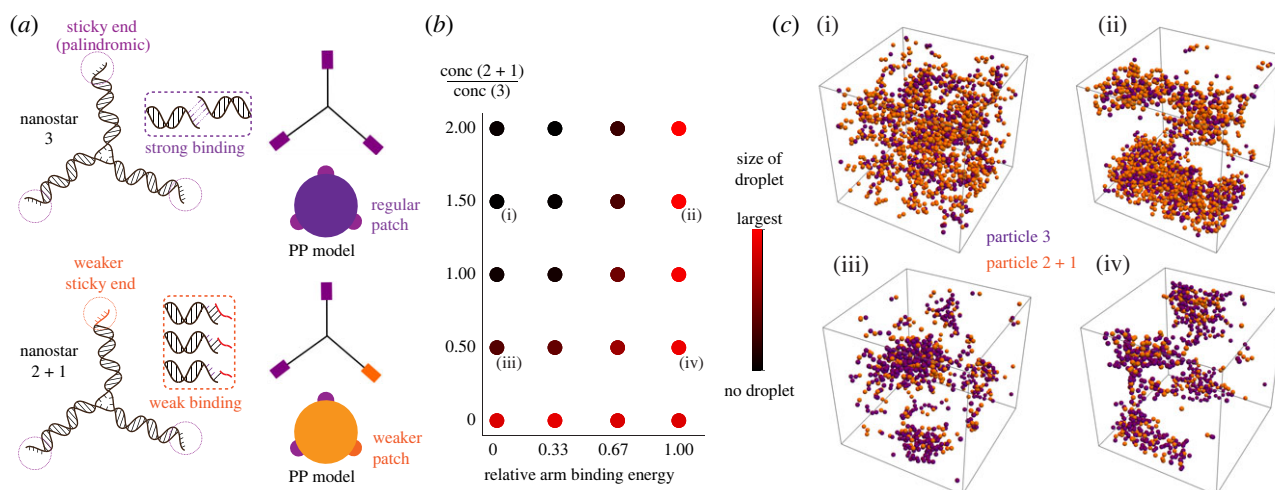 (a)
sticky end
(palindromic)
nanostar
3
strong binding
regular
patch
PP model
weaker
sticky end
nanostar
2 + 1
weak binding
weaker
patch
PP model
(b)
conc (2 + 1)
conc (3)
2.00
1.50
1.00
0.50
0
(i)
(ii)
(iii)
(iv)
0 0.33 0.67 1.00
relative arm binding energy
size of
droplet
largest
no droplet
(c)
(i)
(ii)
particle 3
particle 2 + 1
(iii)
(iv)